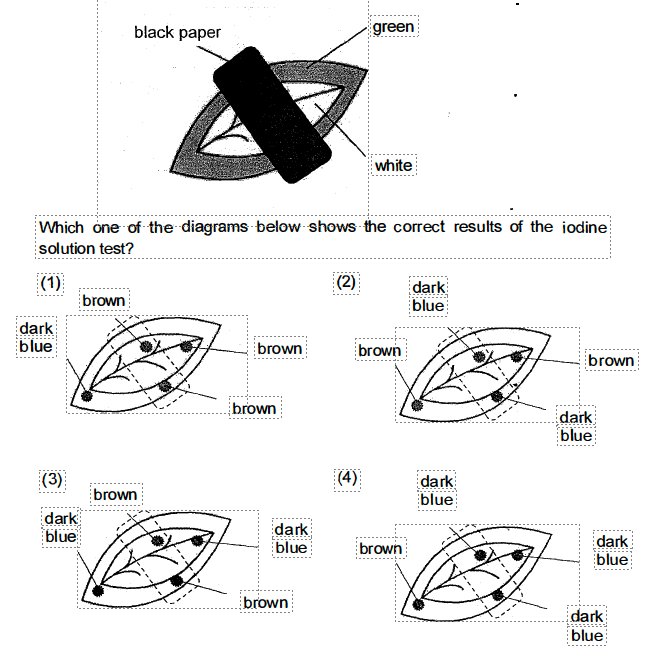 black paper
green
white
Which one of the diagrams below shows the correct results of the iodine
solution test?
(1)
brown
dark
blue
brown
brown
(2)
dark
blue
brown
brown
dark
blue
(3)
brown
dark
blue
dark
blue
brown
(4)
dark
blue
brown
dark
blue
dark
blue